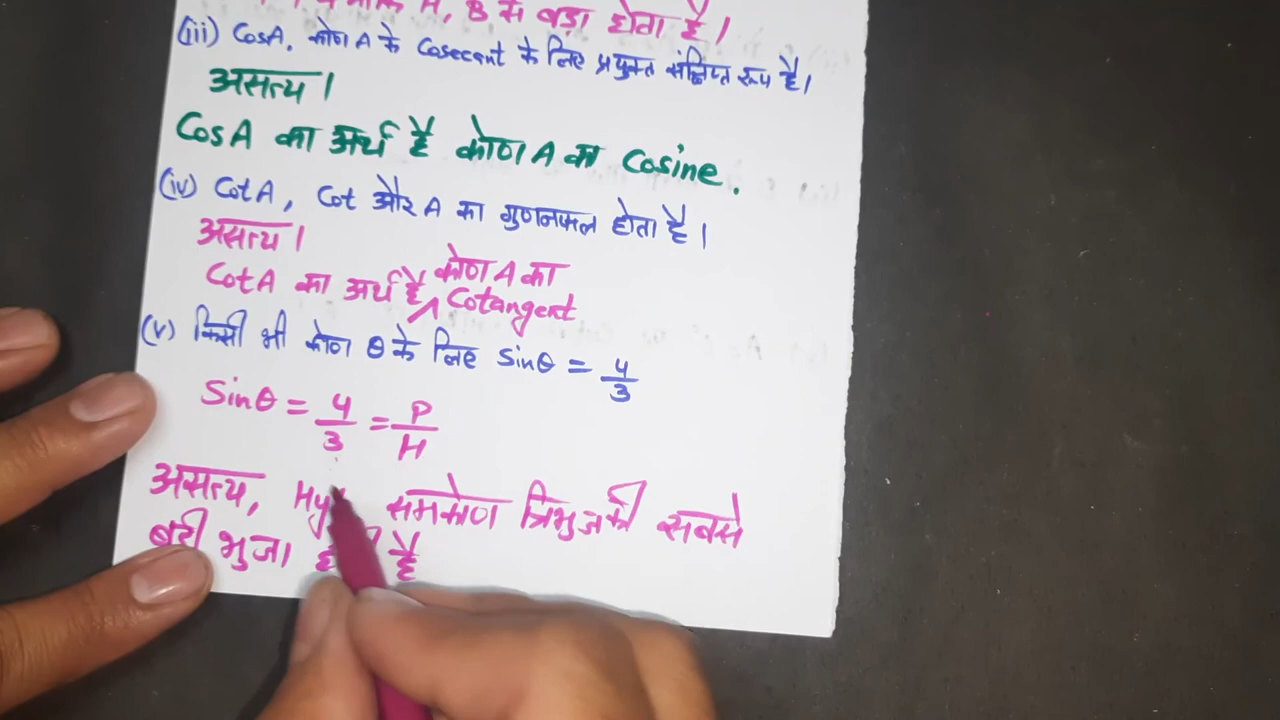 A, B से बड़ा होता है।
(iii) CosA, कोण A के Cosecant के लिए प्रयुक्त संक्षिप्त रूप है।
असत्य।
CosA का अर्थ है कोण A का Cosine.
(iv) CotA, Cot और A का गुणनफल होता है।
असत्य।
कोण A का
CotA का अर्थ है ^ Cotangent
(v) किसी भी कोण θ के लिए Sinθ = 4/3
Sinθ = 4/3 = P/H
असत्य, समकोण त्रिभुज की सबसे
बड़ी भुजा है